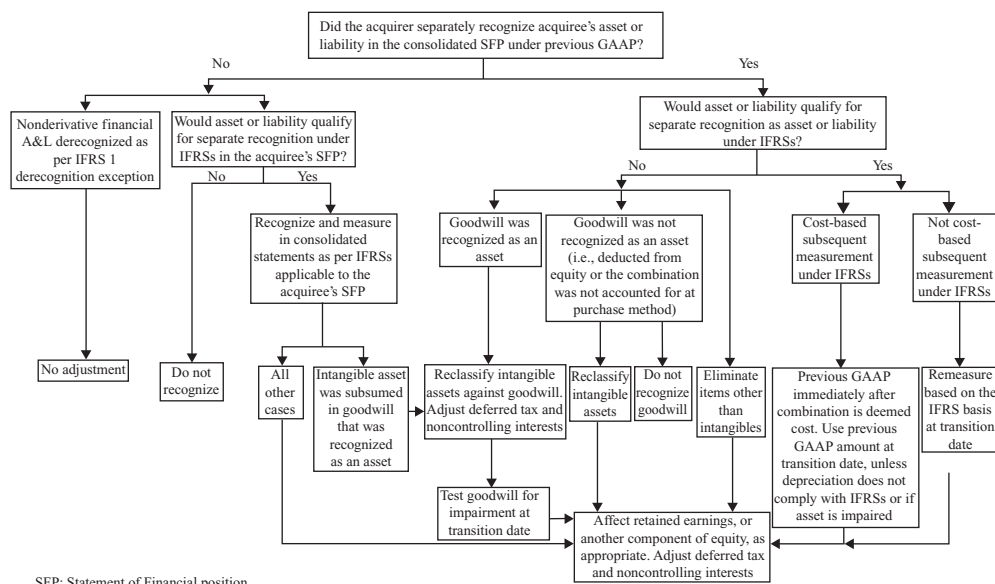 Did the acquirer separately recognize acquiree's asset or
liability in the consolidated SFP under previous GAAP?
No
Yes
Nonderivative financial
A&L derecognized as
per IFRS 1
derecognition exception
Would asset or liability qualify
for separate recognition under
IFRSs in the acquiree's SFP?
Would asset or liability qualify for
separate recognition as asset or liability
under IFRSs?
No
Yes
No
Yes
Recognize and measure
in consolidated
statements as per IFRSs
applicable to the
acquiree's SFP
Goodwill was
recognized as an
asset
Goodwill was not
recognized as an asset
(i.e., deducted from
equity or the combination
was not accounted for at
purchase method)
Cost-based
subsequent
measurement
under IFRSs
Not cost-
based
subsequent
measurement
under IFRSs
No adjustment
Do not
recognize
All
other
cases
Intangible asset
was subsumed
in goodwill
that was
recognized
as an asset
Reclassify intangible
assets against goodwill.
Adjust deferred tax and
noncontrolling interests
Reclassify
intangible
assets
Do not
recognize
goodwill
Eliminate
items other
than
intangibles
Previous GAAP
immediately after
combination is deemed
cost. Use previous
GAAP amount at
transition date, unless
depreciation does not
comply with IFRSs or if
asset is impaired
Remeasure
based on the
IFRS basis
at transition
date
Test goodwill for
impairment at
transition date
Affect retained earnings, or
another component of equity, as
appropriate. Adjust deferred tax
and noncontrolling interests
SFP: Statement of Financial position